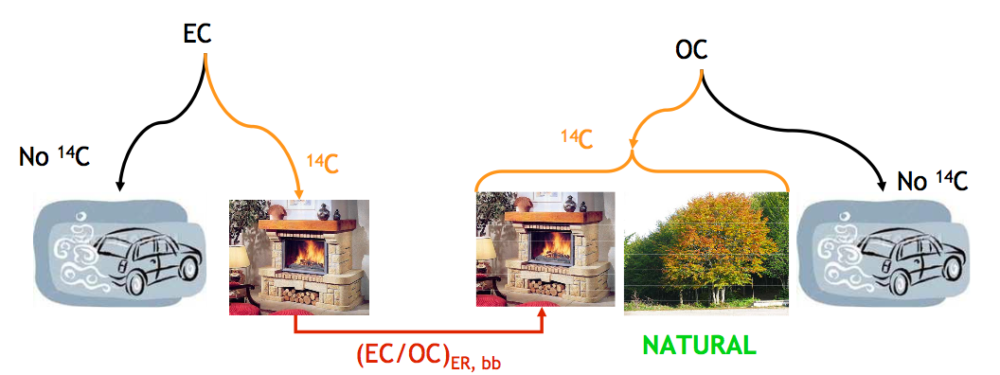 EC
OC
No ¹⁴C
¹⁴C
¹⁴C
No ¹⁴C
(EC/OC)ER, bb
NATURAL